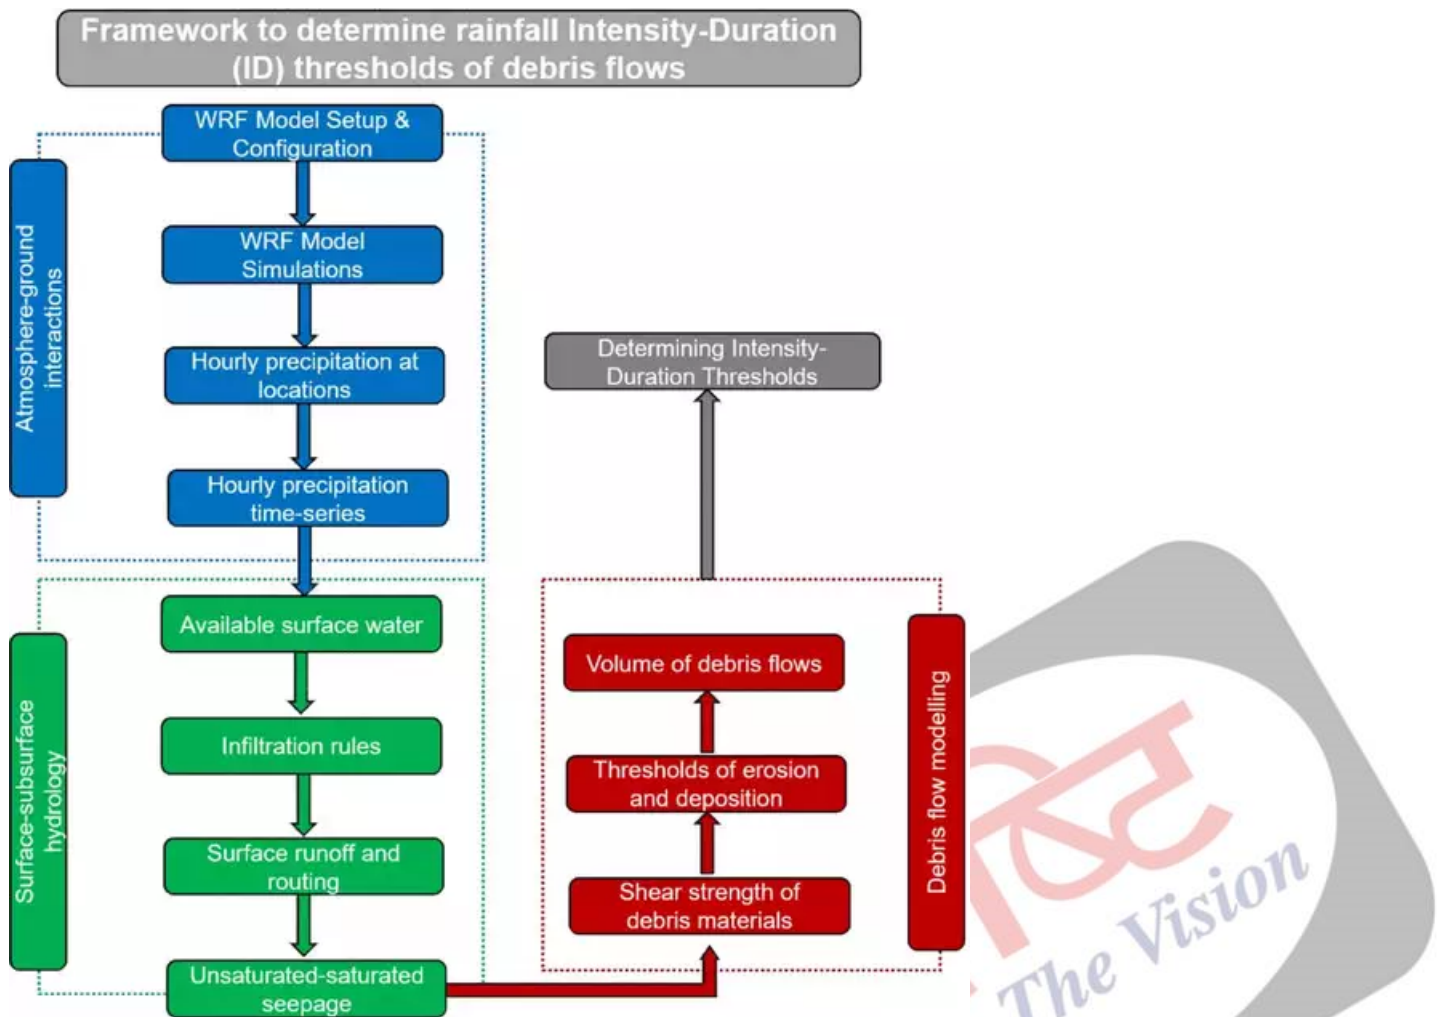 Framework to determine rainfall Intensity-Duration
(ID) thresholds of debris flows
WRF Model Setup &
Configuration
WRF Model
Simulations
Hourly precipitation at
locations
Hourly precipitation
time-series
Atmosphere-ground
interactions
Available surface water
Infiltration rules
Surface runoff and
routing
Unsaturated-saturated
seepage
Surface-subsurface
hydrology
Determining Intensity-
Duration Thresholds
Volume of debris flows
Thresholds of erosion
and deposition
Shear strength of
debris materials
Debris flow modelling
The Vision